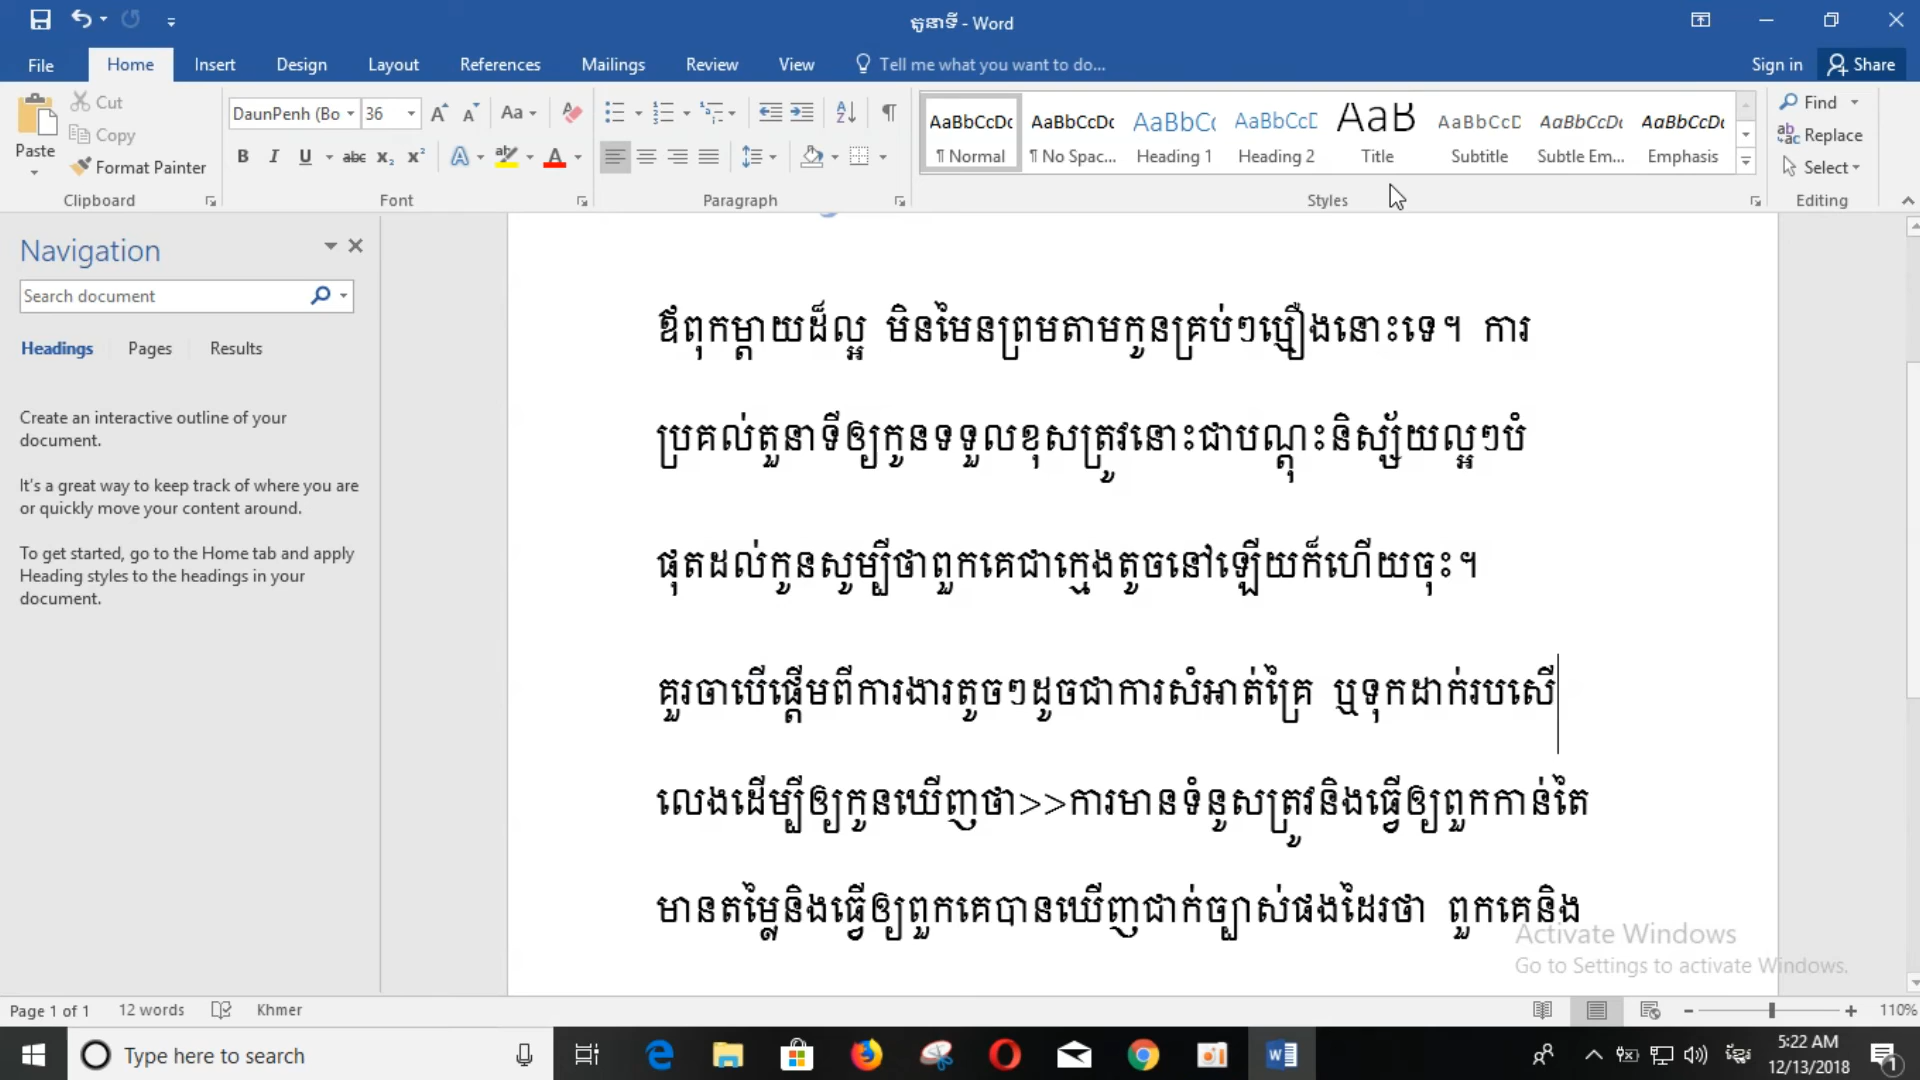 តួនាទី - Word
File Home Insert Design Layout References Mailings Review View Tell me what you want to do... Sign in Share
Paste Cut Copy Format Painter Clipboard
DaunPenh (Bo 36 Font
Paragraph
AaBbCcDc ¶ Normal
AaBbCcDc ¶ No Spac...
AaBbC Heading 1
AaBbCcE Heading 2
AaB Title
AaBbCcD Subtitle
AaBbCcDc Subtle Em...
AaBbCcDc Emphasis
Styles
Find Replace Select Editing
Navigation
Search document
Headings Pages Results
Create an interactive outline of your
document.
It's a great way to keep track of where you are
or quickly move your content around.
To get started, go to the Home tab and apply
Heading styles to the headings in your
document.
ឪពុកម្ដាយដ៏ល្អ មិនមែនព្រមតាមកូនគ្រប់ៗរឿងនោះទេ។ ការ
ប្រគល់តួនាទីឲ្យកូនទទួលខុសត្រូវនោះជាបណ្ដុះនិស្ស័យល្អៗបំ
ផុតដល់កូនសូម្បីថាពួកគេជាក្មេងតូចនៅឡើយក៏ហើយចុះ។
គួរចាបើផ្ដើមពីការងារតូចៗដូចជាការសំអាត់គ្រែ ឬទុកដាក់របសើ
លេងដើម្បីឲ្យកូនឃើញថា>>ការមានទំនួសត្រូវនិងធ្វើឲ្យពួកកាន់តែ
មានតម្លៃនិងធ្វើឲ្យពួកគេបានឃើញជាក់ច្បាស់ផងដែរថា ពួកគេនិង
Activate Windows
Go to Settings to activate Windows.
Page 1 of 1 12 words Khmer 110%
Type here to search
5:22 AM
12/13/2018